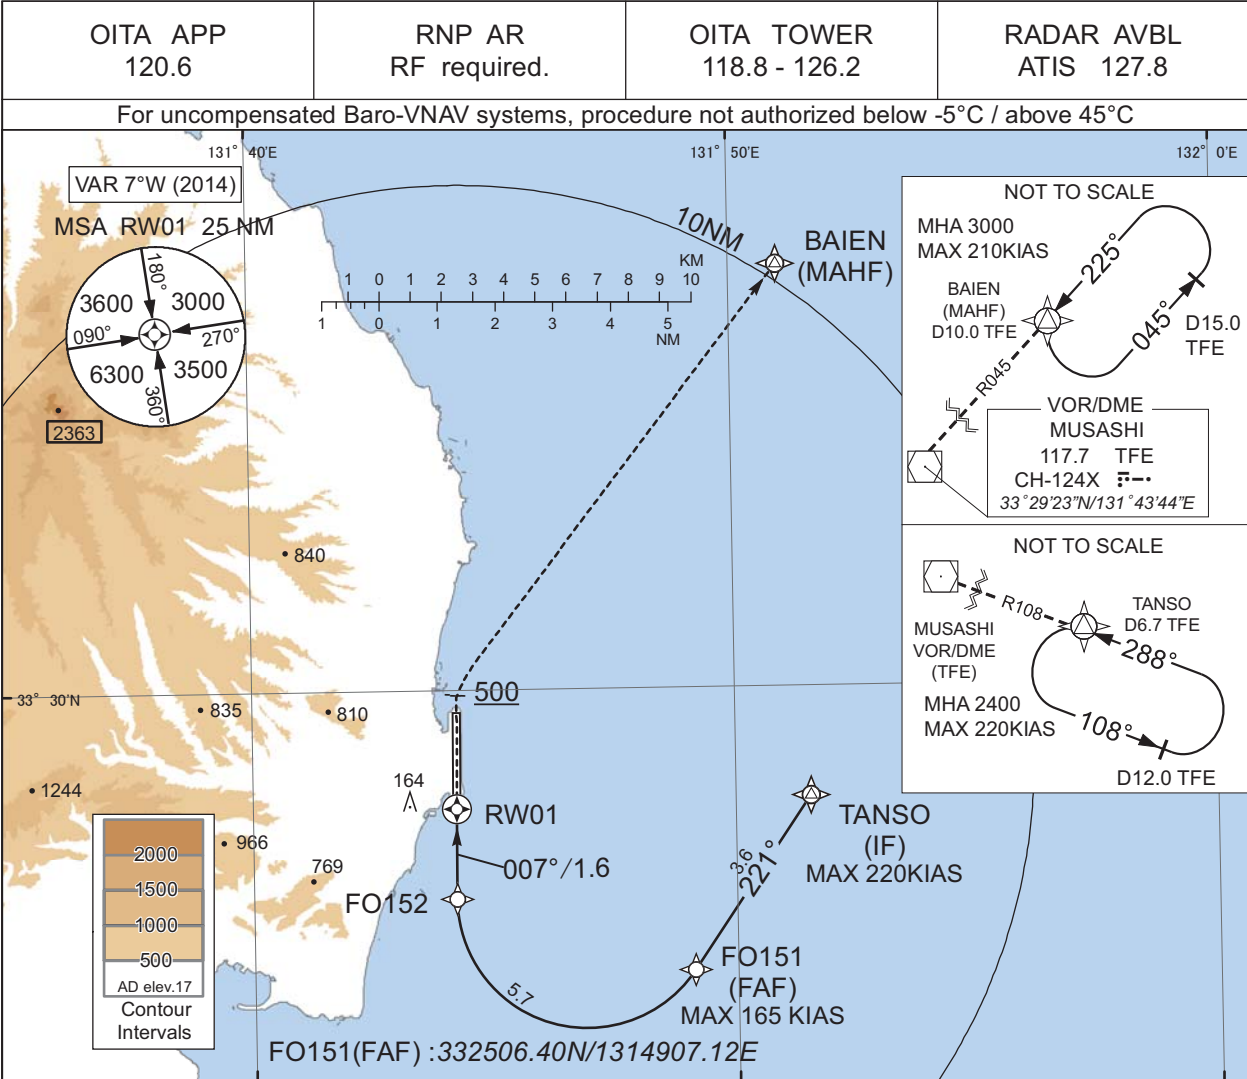 OITA APP
120.6
RNP AR
RF required.
OITA TOWER
118.8 - 126.2
RADAR AVBL
ATIS 127.8
For uncompensated Baro-VNAV systems, procedure not authorized below -5°C / above 45°C
131° 40'E
131° 50'E
132° 0'E
VAR 7°W (2014)
MSA RW01 25 NM
180°
3600
3000
090°
270°
6300
3500
360°
2363
10NM
BAIEN
(MAHF)
KM
1 0 1 2 3 4 5 6 7 8 9 10
1 0 1 2 3 4 5
NM
NOT TO SCALE
MHA 3000
MAX 210KIAS
225°
045°
BAIEN
(MAHF)
D10.0 TFE
D15.0
TFE
R045
VOR/DME
MUSASHI
117.7 TFE
CH-124X
33°29'23"N/131°43'44"E
NOT TO SCALE
R108
TANSO
D6.7 TFE
MUSASHI
VOR/DME
(TFE)
288°
MHA 2400
MAX 220KIAS
108°
D12.0 TFE
840
33° 30'N
835
810
500
1244
164
RW01
966
769
007°/1.6
FO152
5.7
3.6
221°
TANSO
(IF)
MAX 220KIAS
FO151
(FAF)
MAX 165 KIAS
2000
1500
1000
500
AD elev.17
Contour
Intervals
FO151(FAF) :332506.40N/1314907.12E